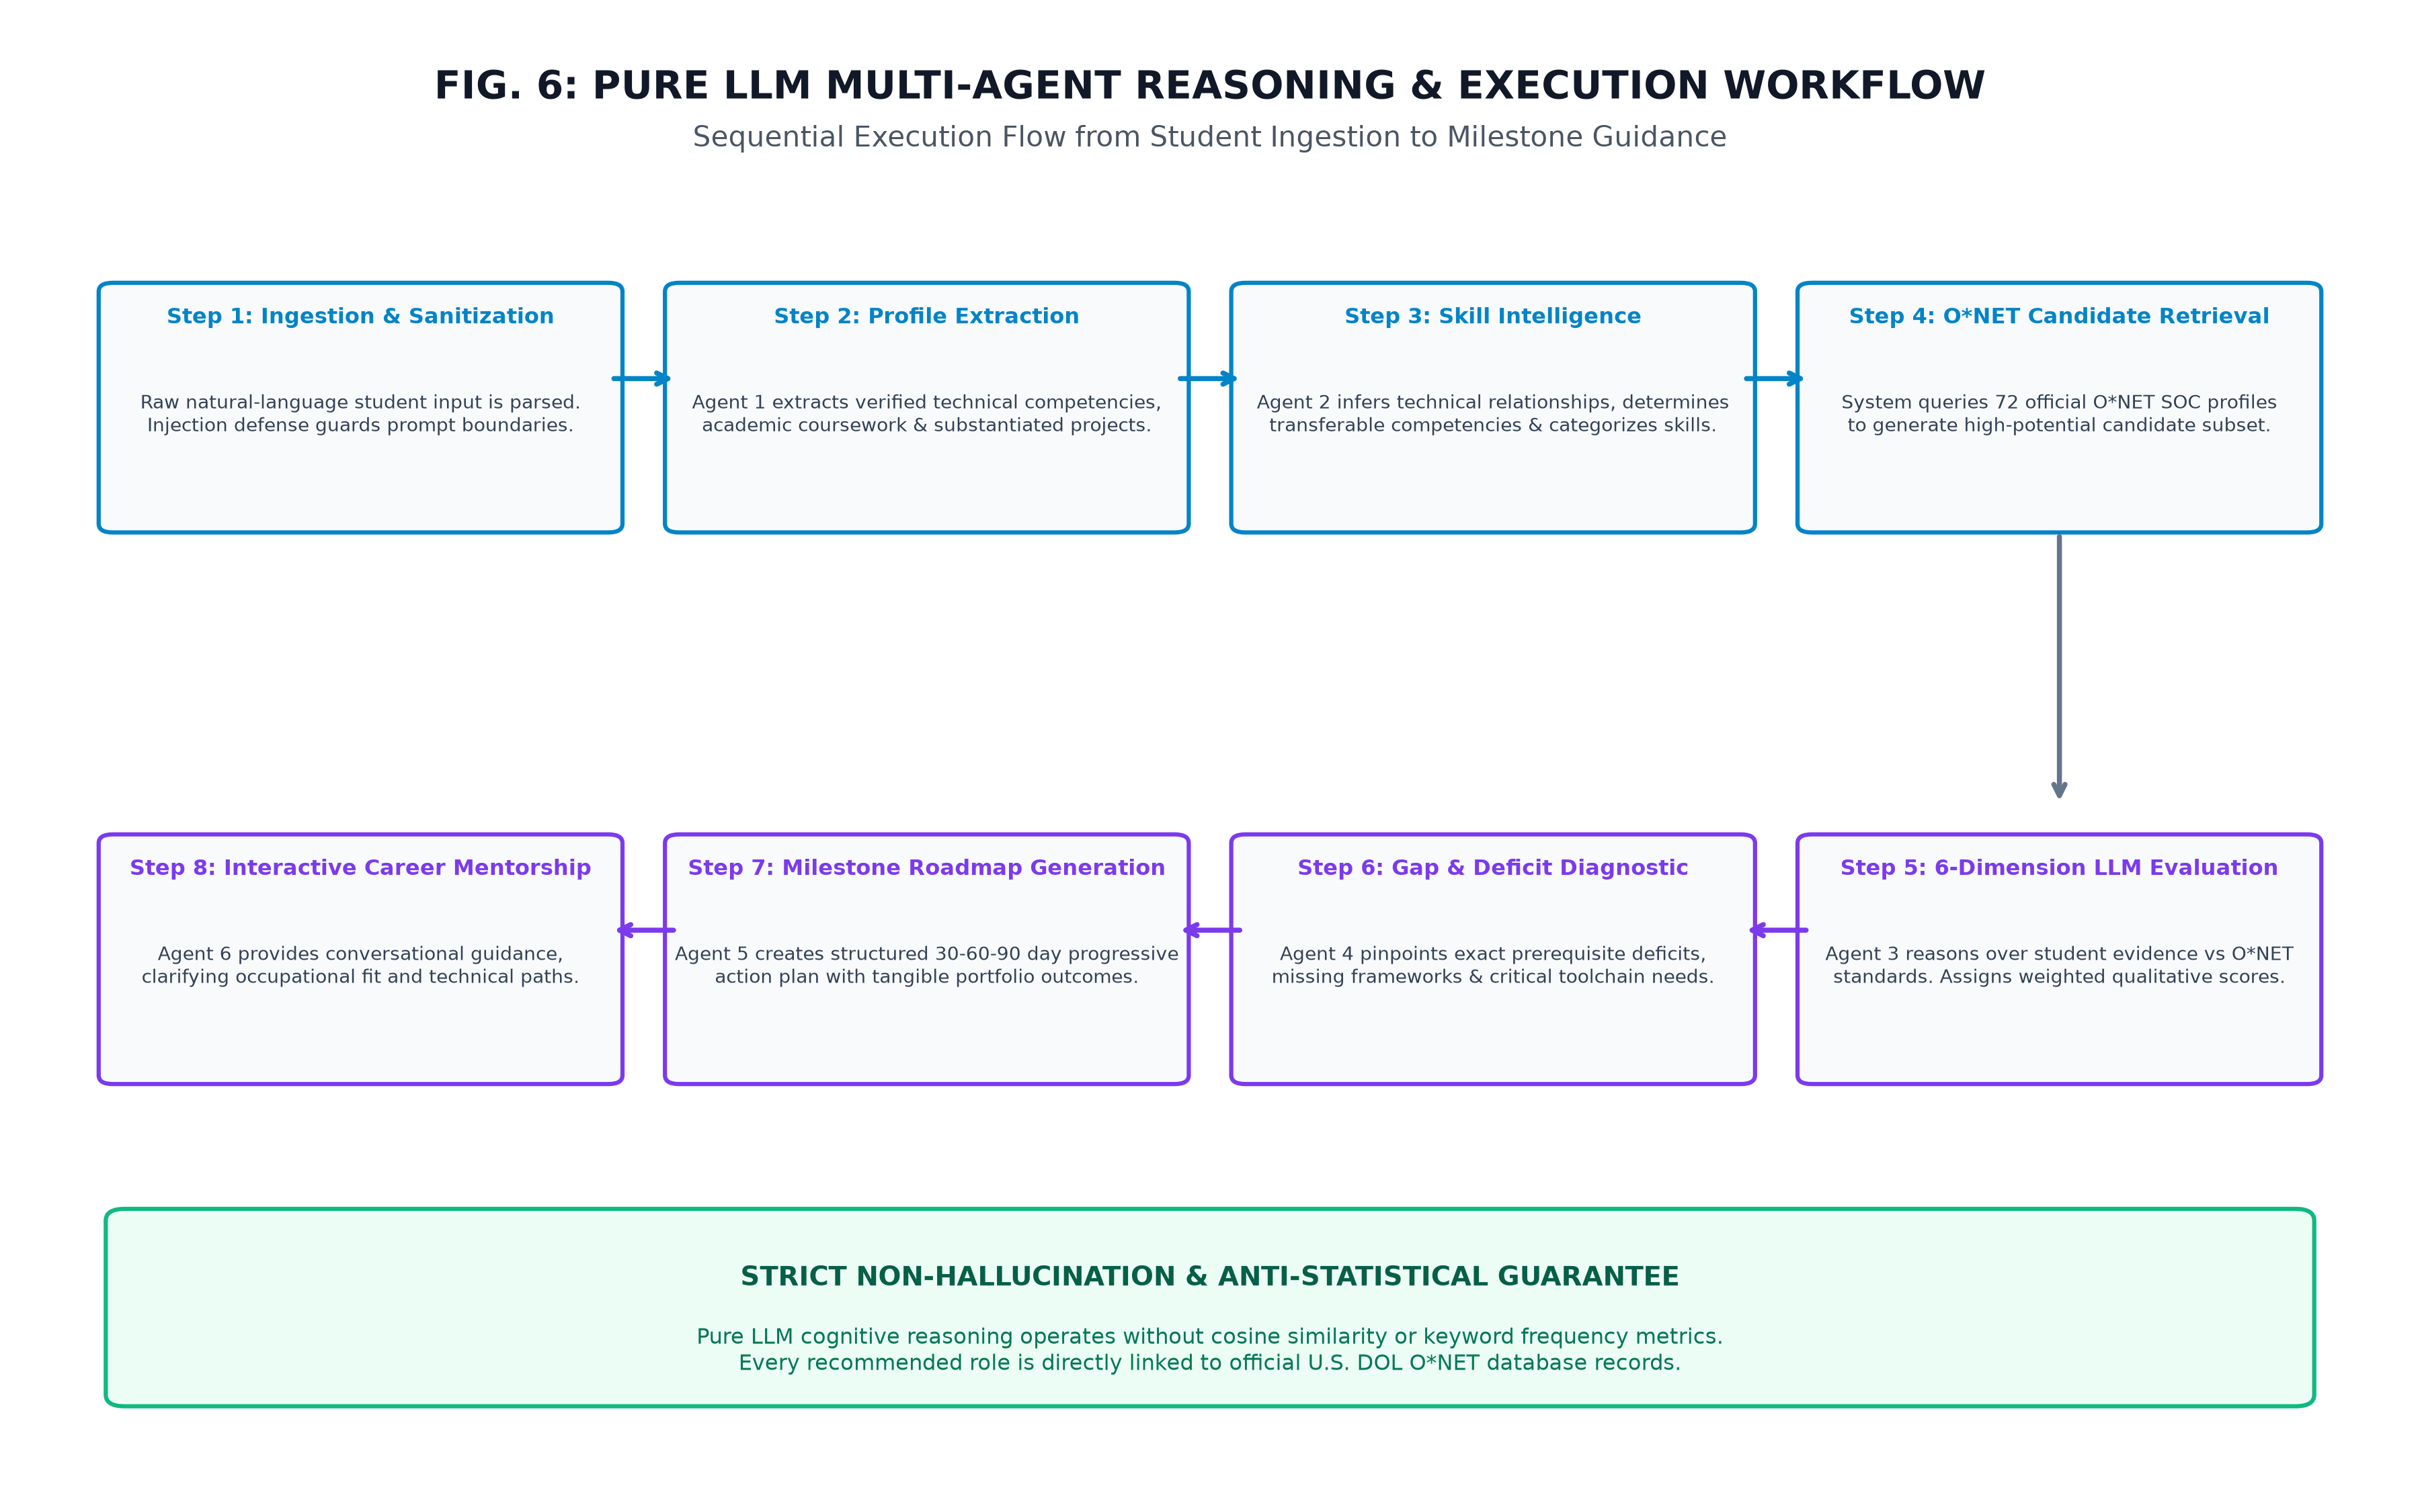 FIG. 6: PURE LLM MULTI-AGENT REASONING & EXECUTION WORKFLOW
Sequential Execution Flow from Student Ingestion to Milestone Guidance
Step 1: Ingestion & Sanitization
Raw natural-language student input is parsed.
Injection defense guards prompt boundaries.
Step 2: Profile Extraction
Agent 1 extracts verified technical competencies,
academic coursework & substantiated projects.
Step 3: Skill Intelligence
Agent 2 infers technical relationships, determines
transferable competencies & categorizes skills.
Step 4: O*NET Candidate Retrieval
System queries 72 official O*NET SOC profiles
to generate high-potential candidate subset.
Step 8: Interactive Career Mentorship
Agent 6 provides conversational guidance,
clarifying occupational fit and technical paths.
Step 7: Milestone Roadmap Generation
Agent 5 creates structured 30-60-90 day progressive
action plan with tangible portfolio outcomes.
Step 6: Gap & Deficit Diagnostic
Agent 4 pinpoints exact prerequisite deficits,
missing frameworks & critical toolchain needs.
Step 5: 6-Dimension LLM Evaluation
Agent 3 reasons over student evidence vs O*NET
standards. Assigns weighted qualitative scores.
STRICT NON-HALLUCINATION & ANTI-STATISTICAL GUARANTEE
Pure LLM cognitive reasoning operates without cosine similarity or keyword frequency metrics.
Every recommended role is directly linked to official U.S. DOL O*NET database records.